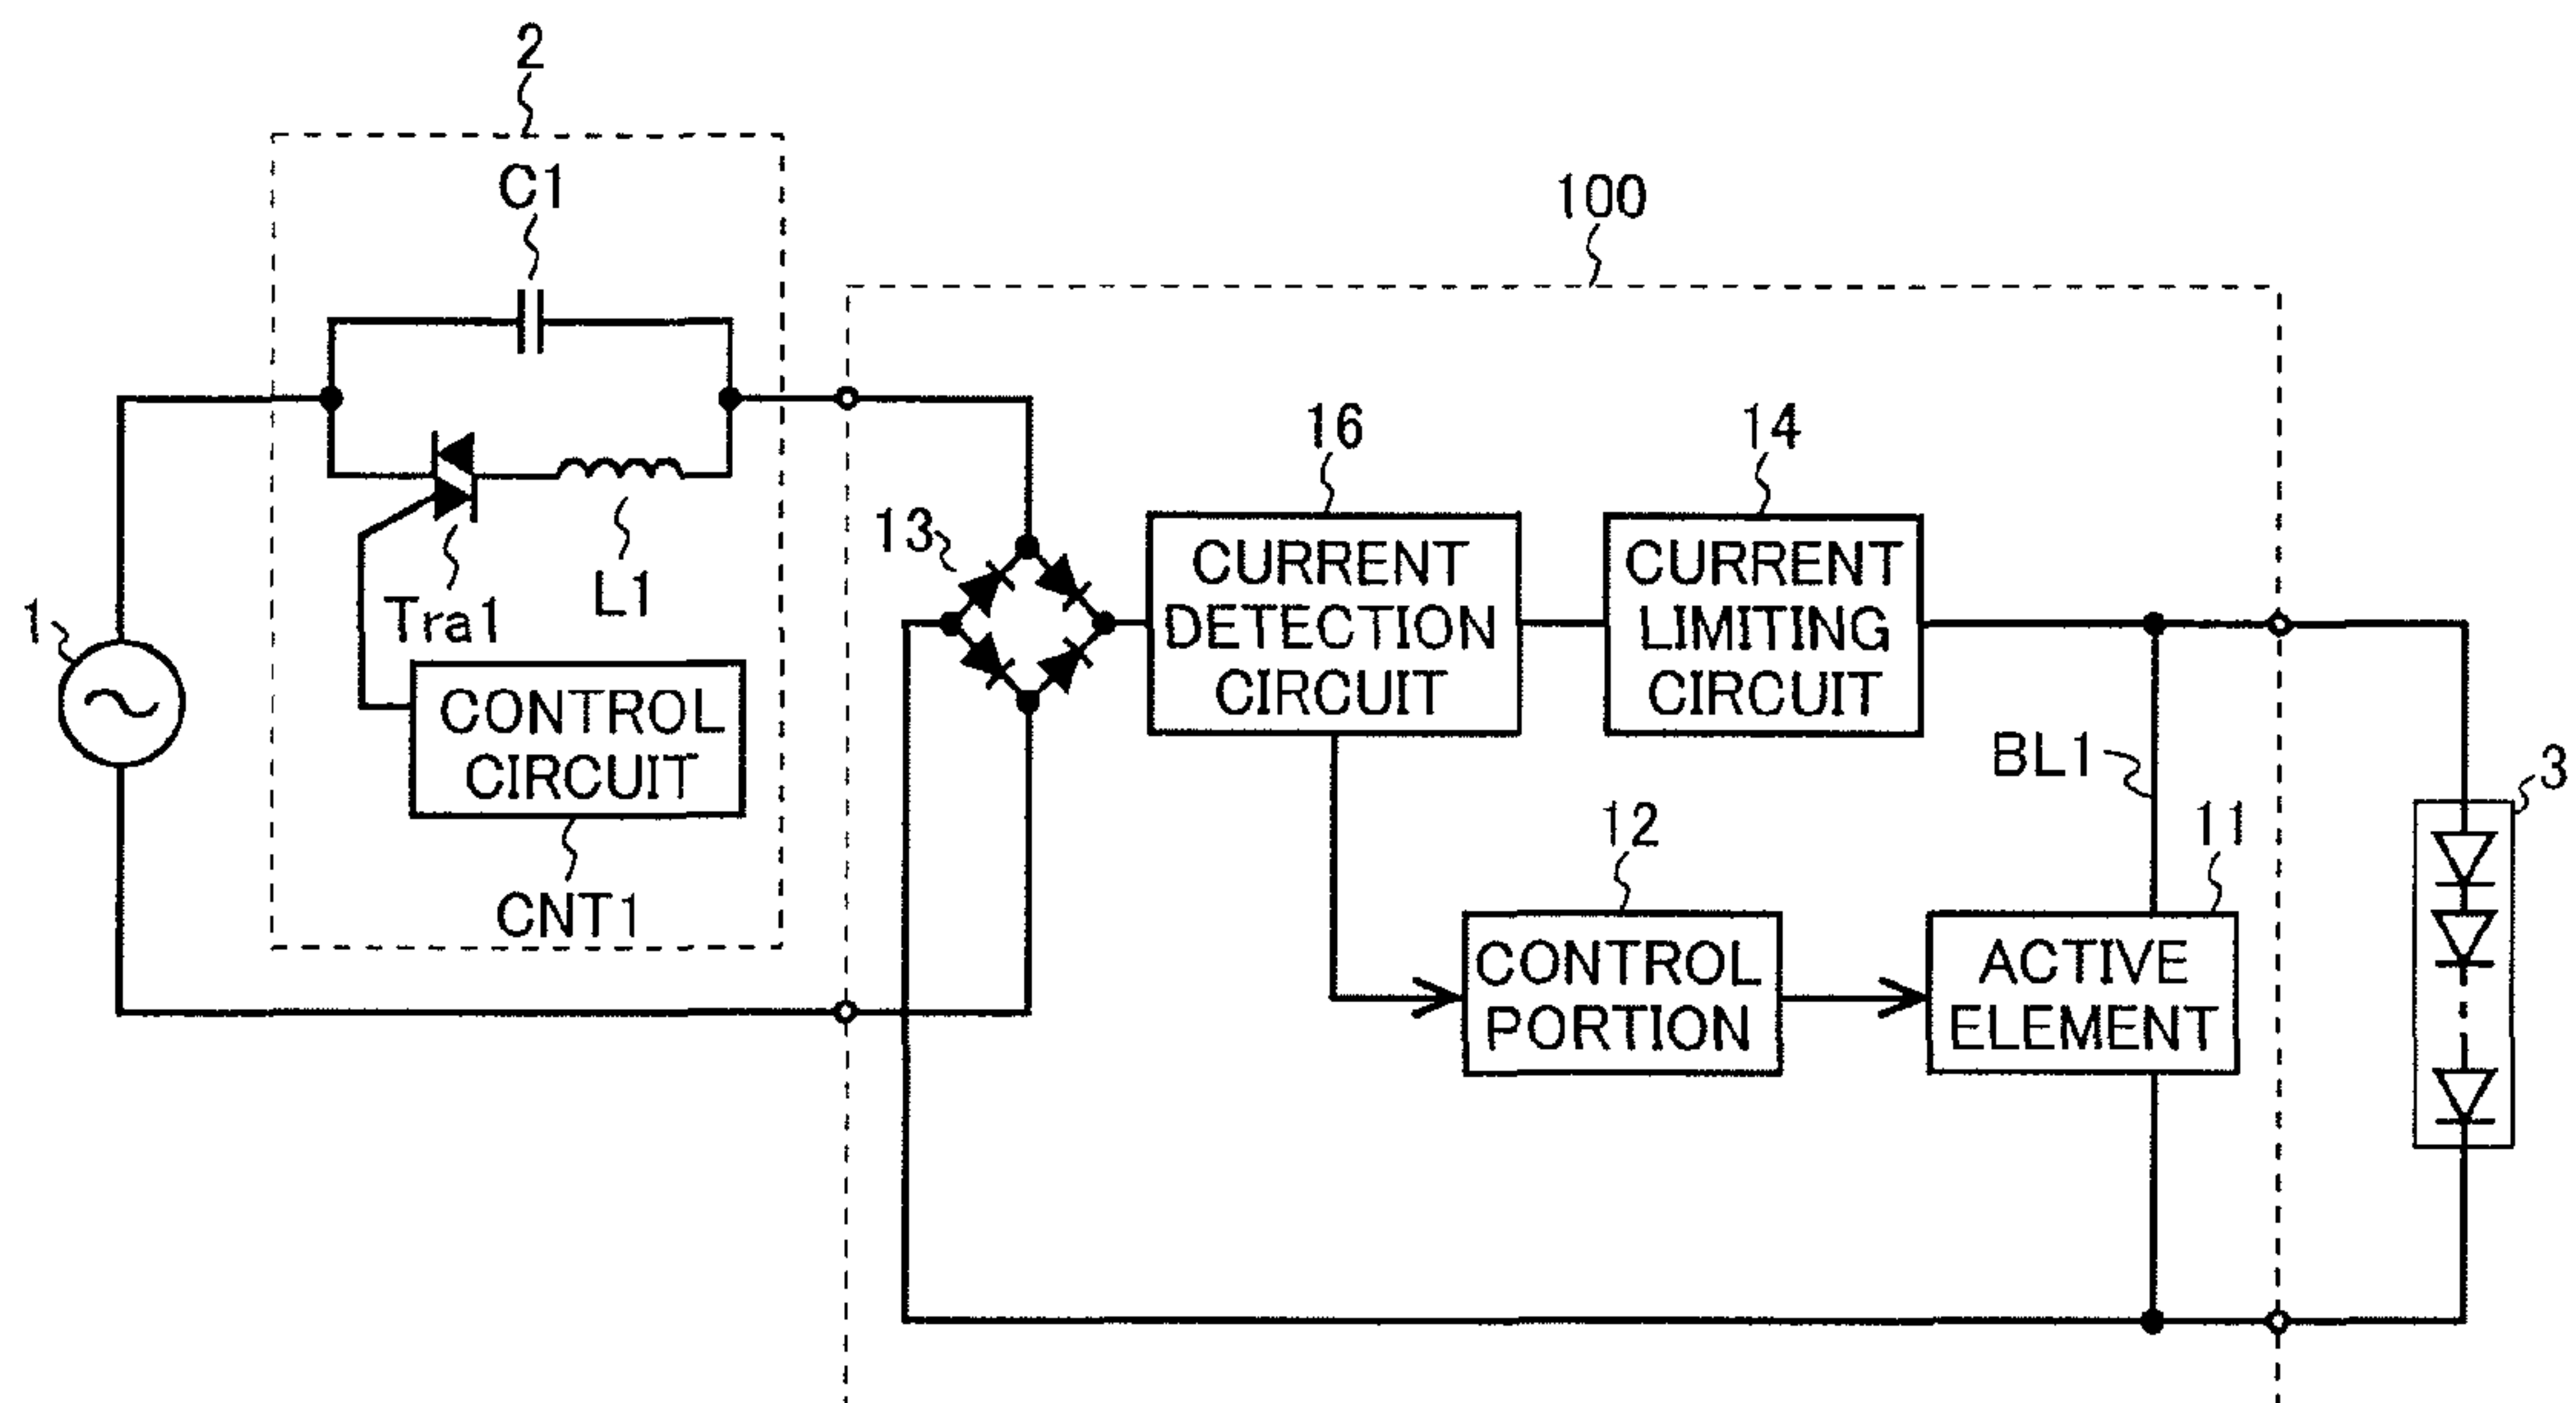 2
C1
100
16
14
13
CURRENT
DETECTION
CIRCUIT
CURRENT
LIMITING
CIRCUIT
1
Tra1
L1
CONTROL
CIRCUIT
BL1
3
12
11
CNT1
CONTROL
PORTION
ACTIVE
ELEMENT